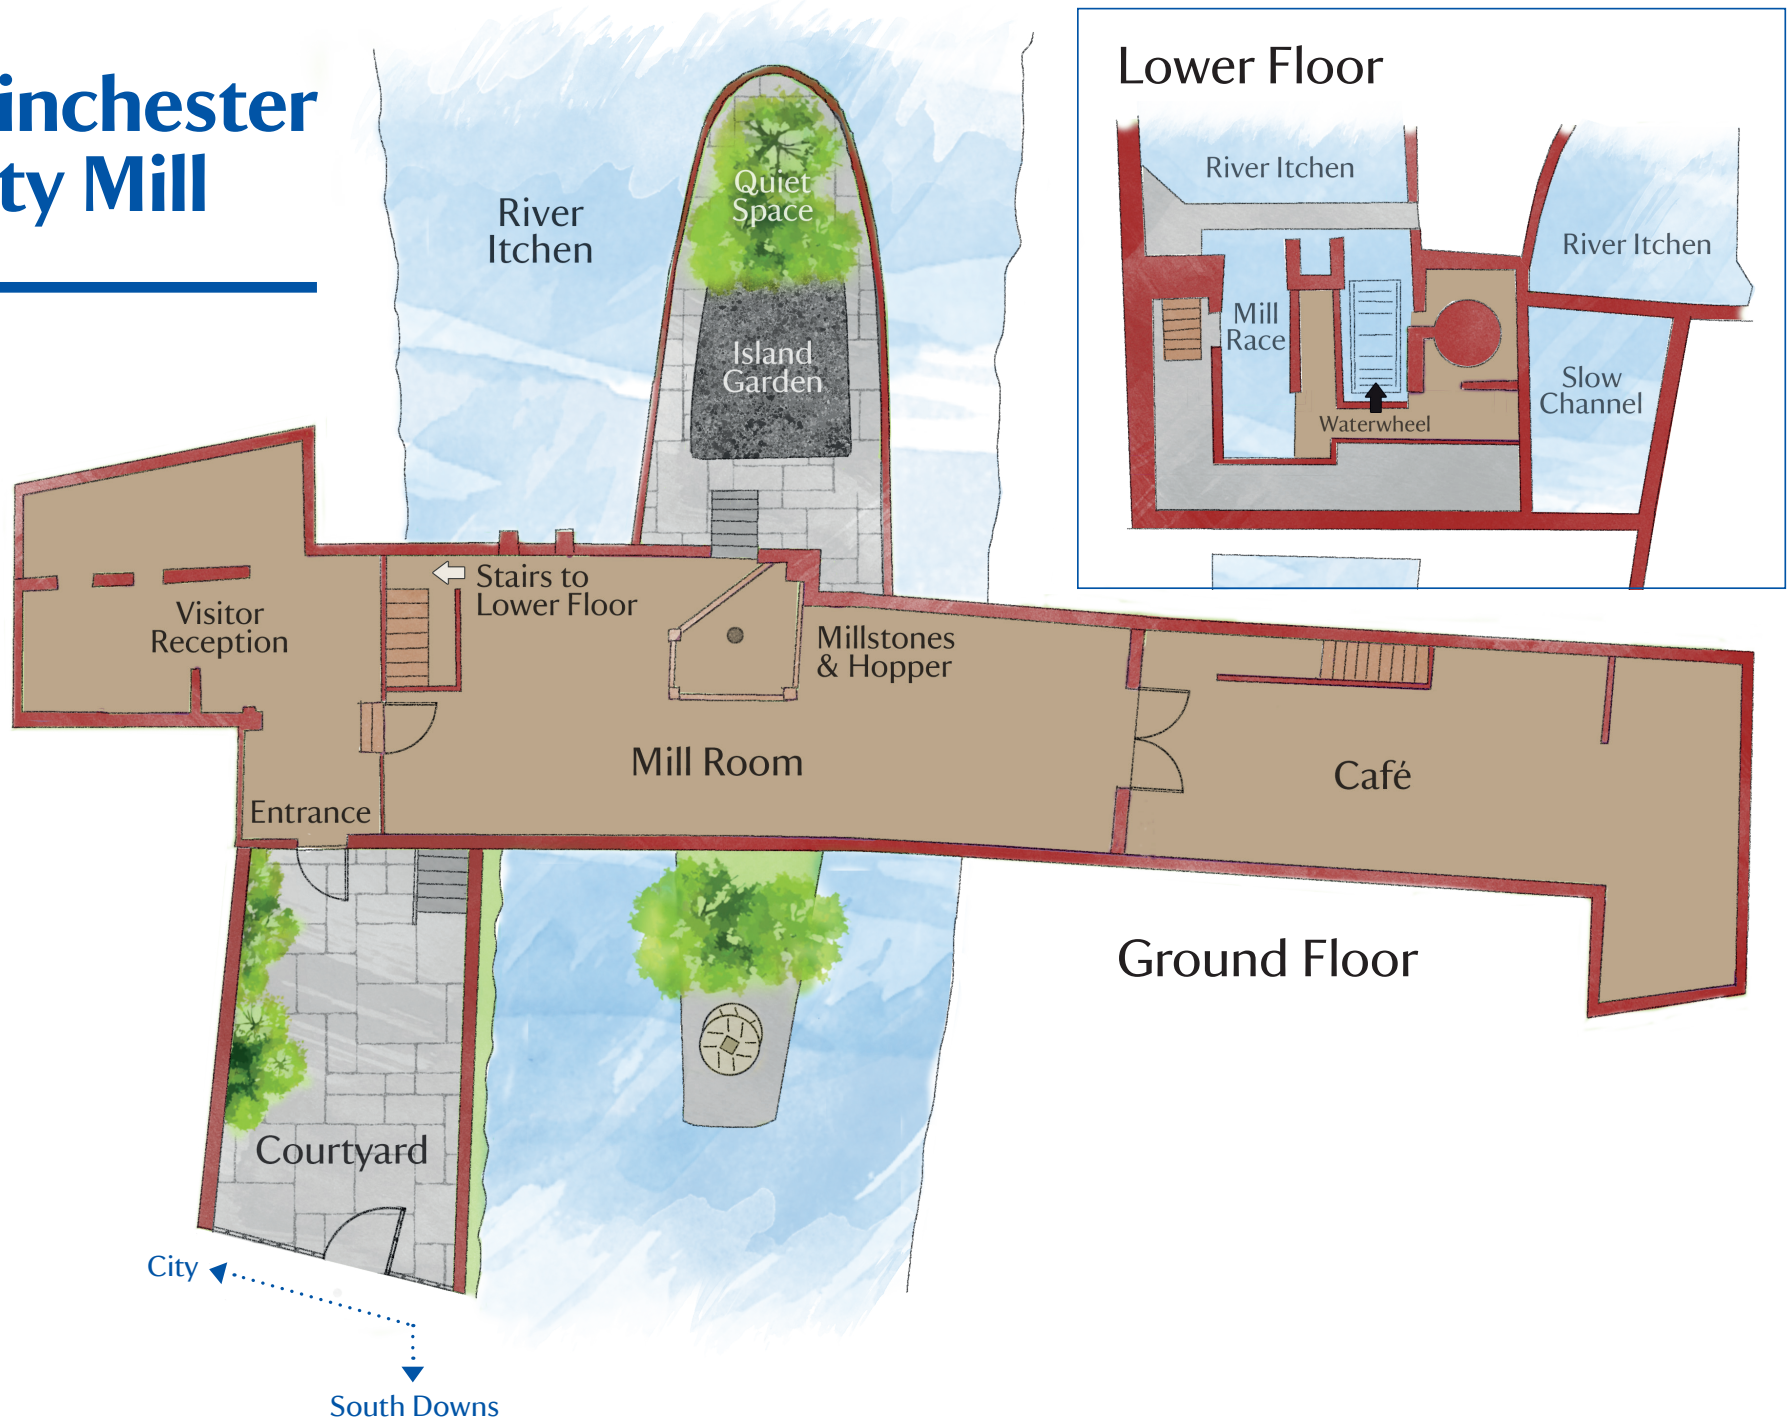 inchester
ty Mill
Lower Floor
River Itchen
River Itchen
Mill
Race
Slow
Channel
Waterwheel
River
Itchen
Quiet
Space
Island
Garden
Stairs to
Lower Floor
Visitor
Reception
Millstones
& Hopper
Mill Room
Café
Entrance
Ground Floor
Courtyard
City
South Downs